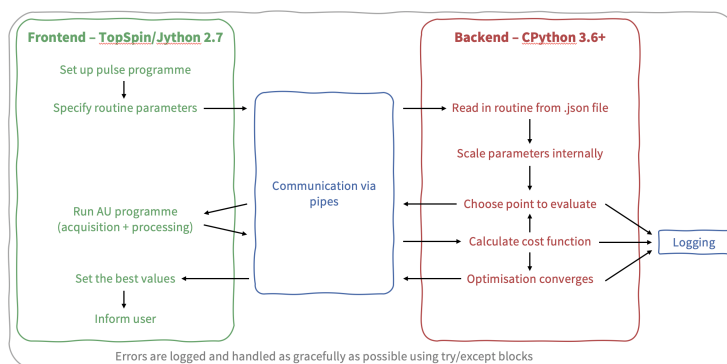 Frontend – TopSpin/Jython 2.7
Set up pulse programme
Specify routine parameters
Run AU programme
(acquisition + processing)
Set the best values
Inform user
Communication via
pipes
Backend – CPython 3.6+
Read in routine from .json file
Scale parameters internally
Choose point to evaluate
Calculate cost function
Optimisation converges
Logging
Errors are logged and handled as gracefully as possible using try/except blocks